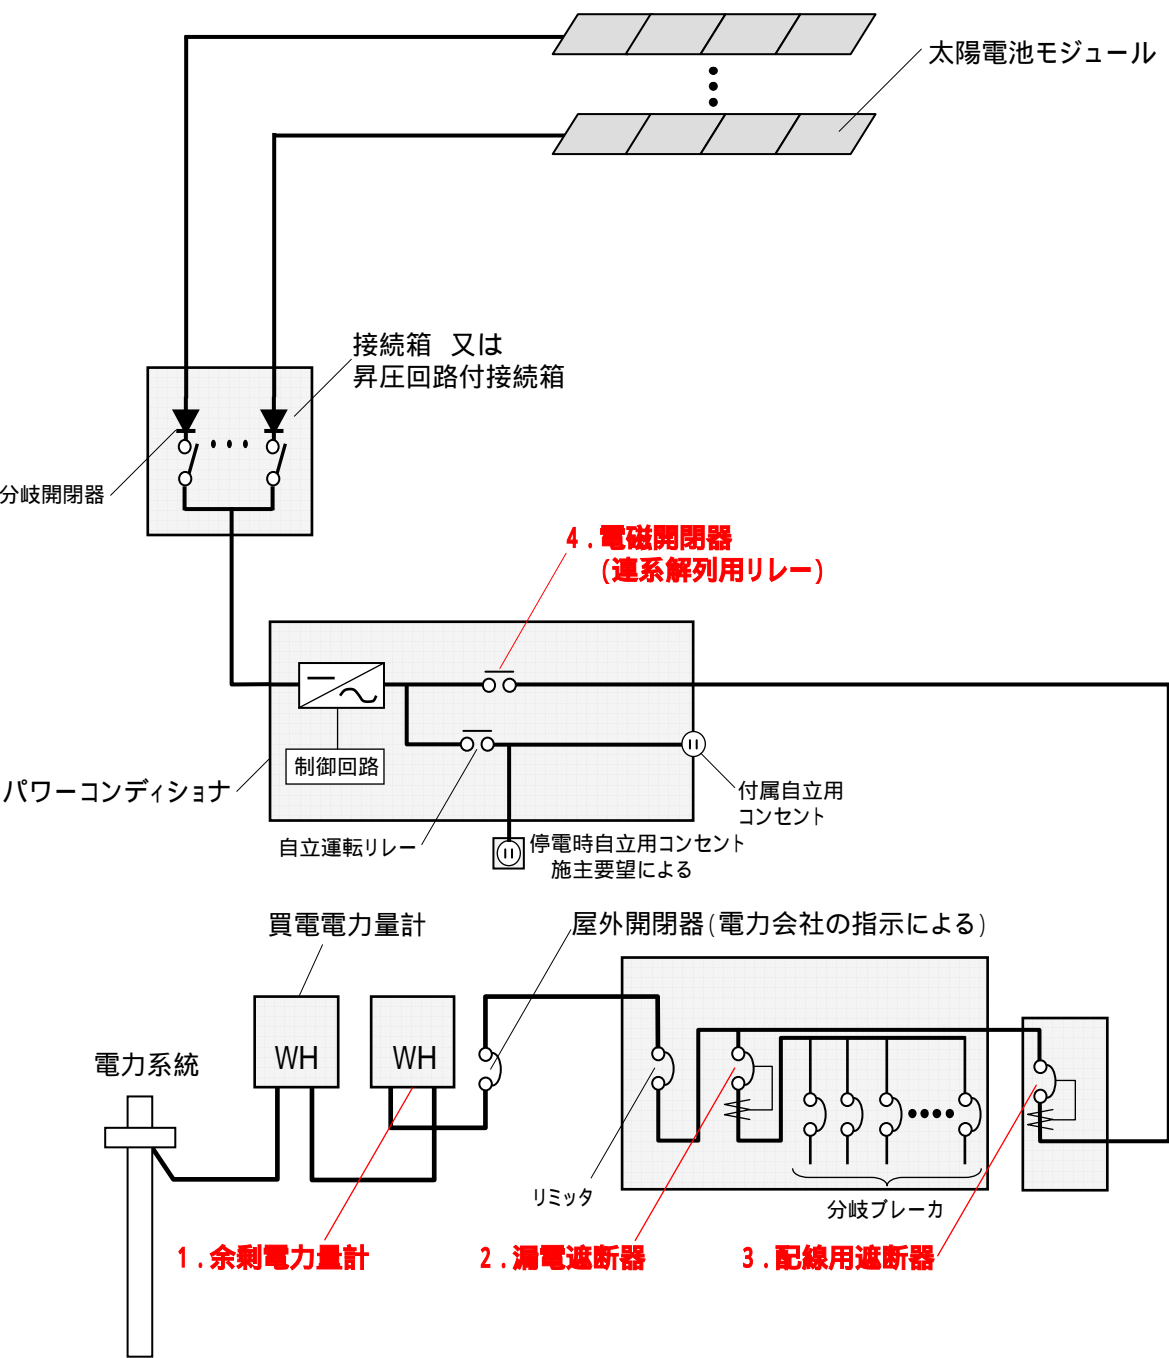 太陽電池モジュール
接続箱　又は
昇圧回路付接続箱
分岐開閉器
4．電磁開閉器
（連系解列用リレー）
制御回路
パワーコンディショナ
付属自立用
コンセント
自立運転リレー
停電時自立用コンセント
施主要望による
買電電力量計
屋外開閉器(電力会社の指示による)
電力系統
WH
WH
リミッタ
分岐ブレーカ
1．余剰電力量計
2．漏電遮断器
3．配線用遮断器